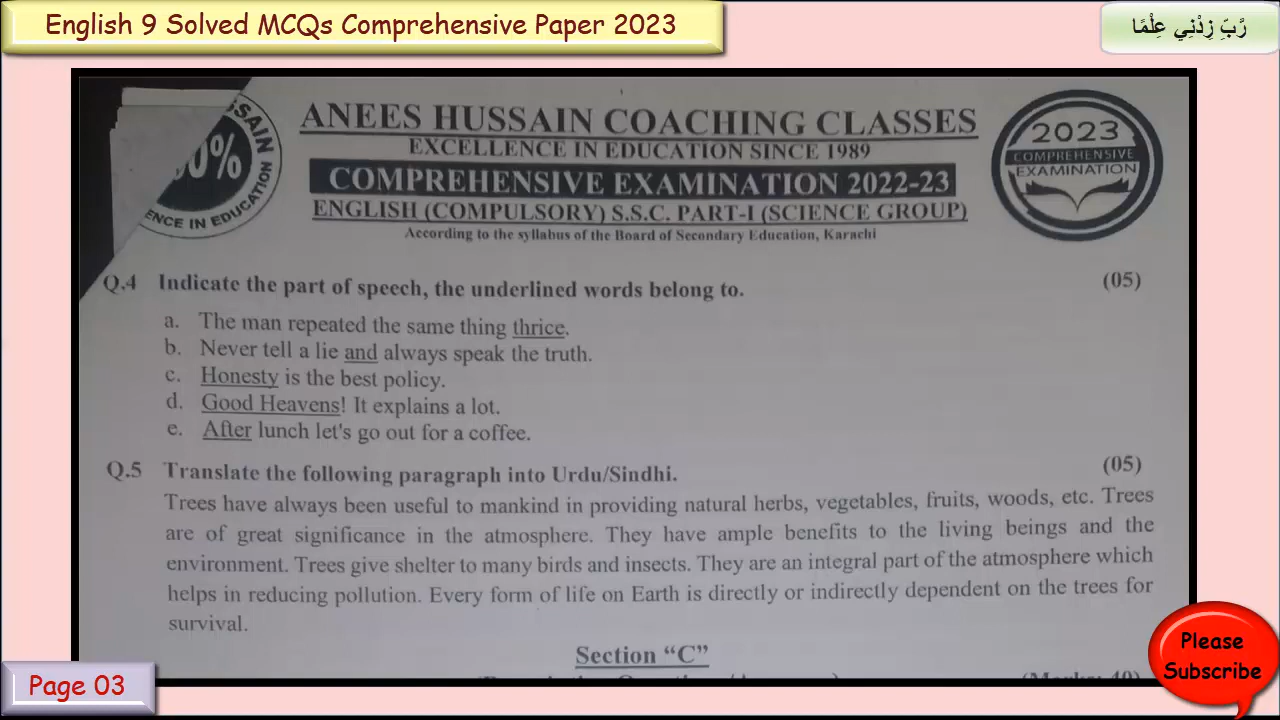 English 9 Solved MCQs Comprehensive Paper 2023
رَّبِّ زِدْنِي عِلْمًا
SSAIN
0%
ENCE IN EDUCATION
ANEES HUSSAIN COACHING CLASSES
EXCELLENCE IN EDUCATION SINCE 1989
COMPREHENSIVE EXAMINATION 2022-23
ENGLISH (COMPULSORY) S.S.C. PART-I (SCIENCE GROUP)
According to the syllabus of the Board of Secondary Education, Karachi
2023
COMPREHENSIVE
EXAMINATION
Q.4 Indicate the part of speech, the underlined words belong to. (05)
a. The man repeated the same thing thrice.
b. Never tell a lie and always speak the truth.
c. Honesty is the best policy.
d. Good Heavens! It explains a lot.
e. After lunch let's go out for a coffee.
Q.5 Translate the following paragraph into Urdu/Sindhi. (05)
Trees have always been useful to mankind in providing natural herbs, vegetables, fruits, woods, etc. Trees
are of great significance in the atmosphere. They have ample benefits to the living beings and the
environment. Trees give shelter to many birds and insects. They are an integral part of the atmosphere which
helps in reducing pollution. Every form of life on Earth is directly or indirectly dependent on the trees for
survival.
Section “C”
Please
Subscribe
Page 03